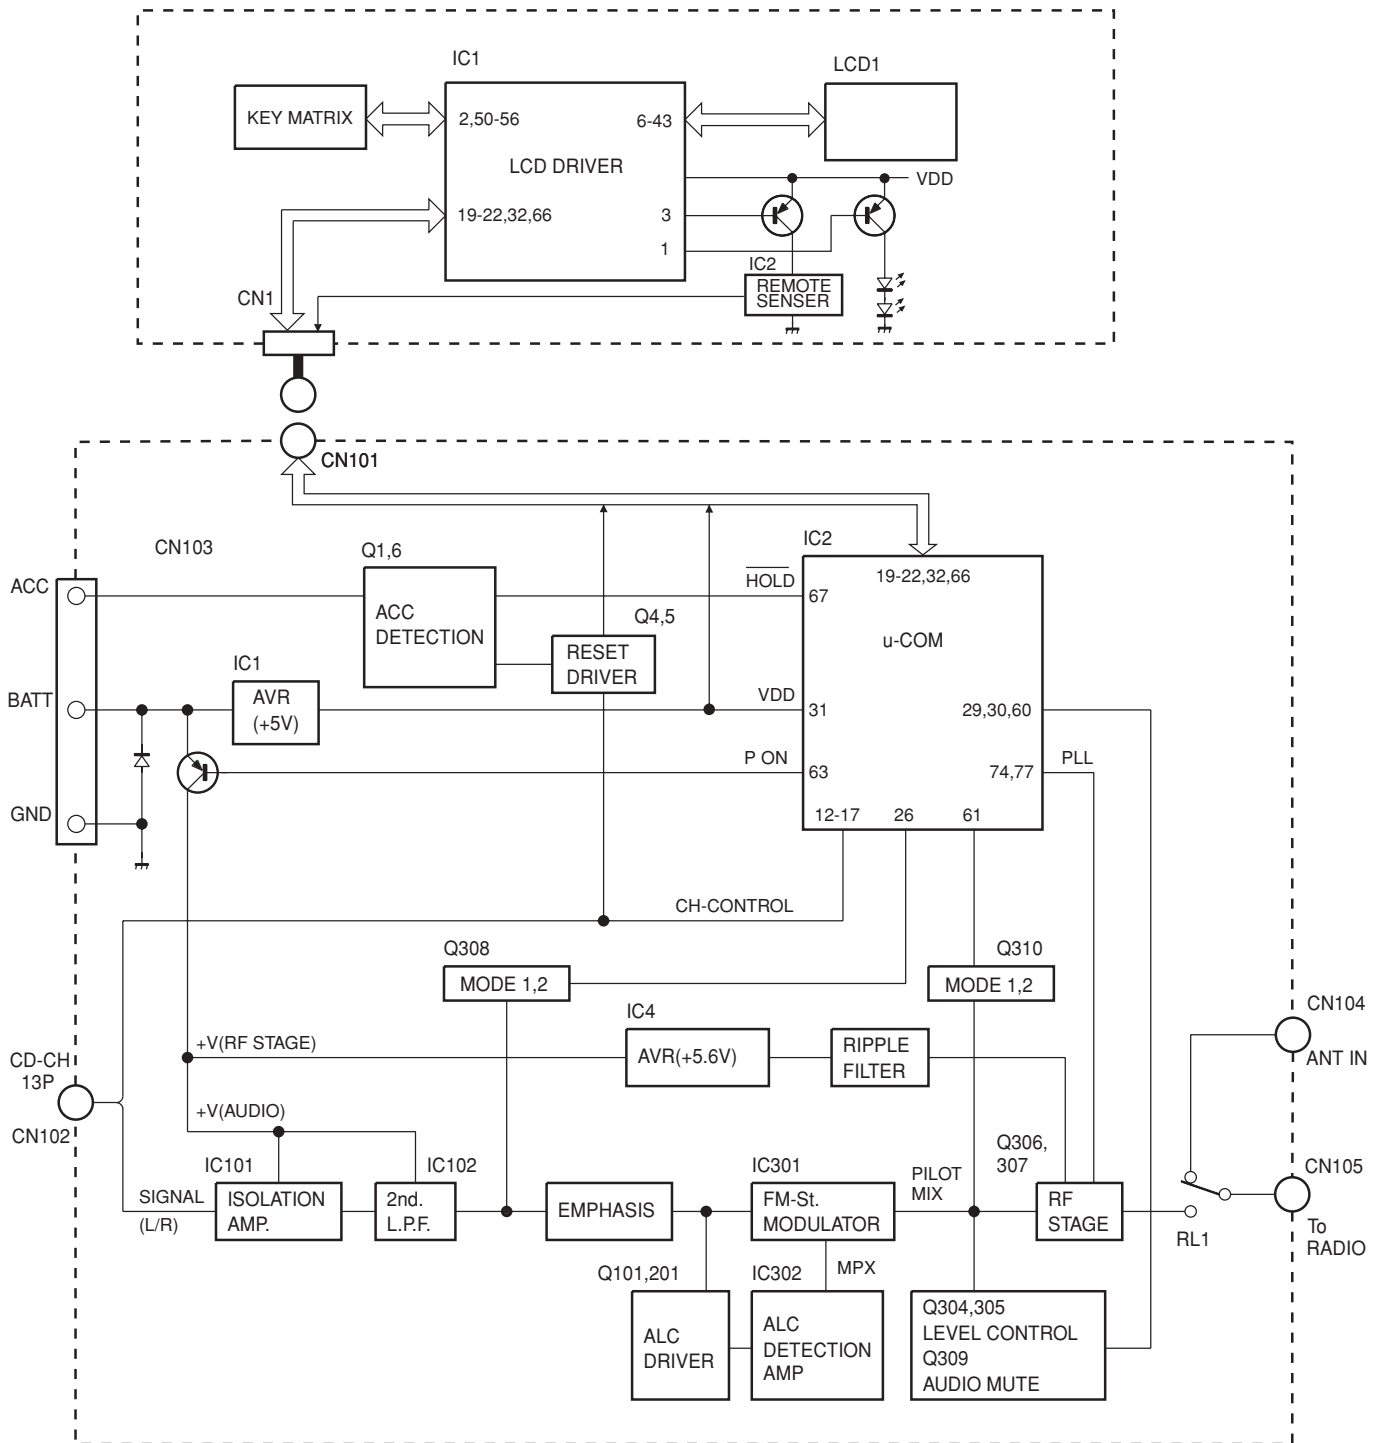 IC1
LCD1
KEY MATRIX
2,50-56
6-43
LCD DRIVER
VDD
19-22,32,66
3
1
IC2
REMOTE
SENSER
CN1
CN101
CN103
IC2
Q1,6
HOLD
19-22,32,66
ACC
67
ACC
DETECTION
Q4,5
u-COM
RESET
DRIVER
IC1
BATT
AVR
(+5V)
VDD
31
29,30,60
P ON
63
74,77
PLL
GND
12-17
26
61
CH-CONTROL
Q308
Q310
MODE 1,2
MODE 1,2
CN104
IC4
+V(RF STAGE)
AVR(+5.6V)
RIPPLE
FILTER
ANT IN
CD-CH
13P
+V(AUDIO)
CN102
Q306,
307
IC101
IC102
IC301
PILOT
MIX
CN105
SIGNAL
(L/R)
ISOLATION
AMP.
2nd.
L.P.F.
EMPHASIS
FM-St.
MODULATOR
RF
STAGE
RL1
To
RADIO
Q101,201
IC302
MPX
ALC
DRIVER
ALC
DETECTION
AMP
Q304,305
LEVEL CONTROL
Q309
AUDIO MUTE